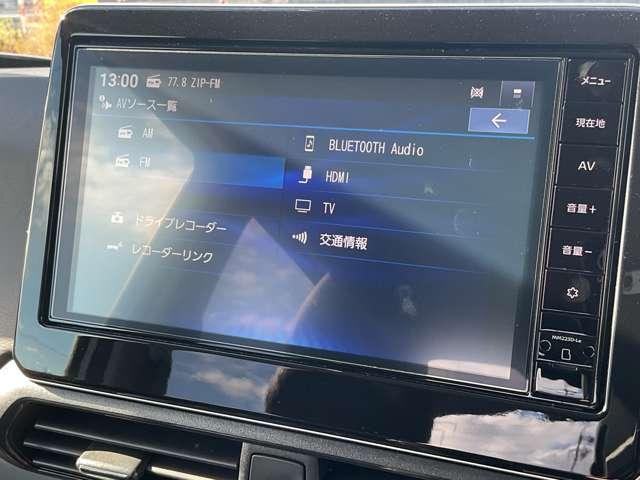 13:00 77.8 ZIP-FM
AVソース一覧
AM
FM
ドライブレコーダー
レコーダーリンク
BLUETOOTH Audio
HDMI
TV
交通情報
メニュー
現在地
AV
音量+
音量-
MM223D-Le